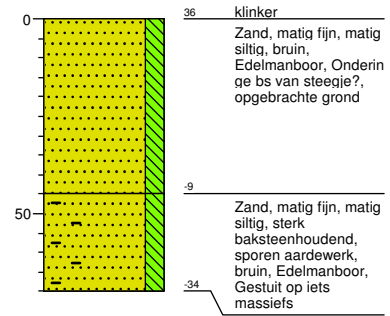 0
36 klinker
Zand, matig fijn, matig
siltig, bruin,
Edelmanboor, Onderin
ge bs van steegje?,
opgebrachte grond
-9
50
Zand, matig fijn, matig
siltig, sterk
baksteenhoudend,
sporen aardewerk,
bruin, Edelmanboor,
Gestuit op iets
massiefs
-34